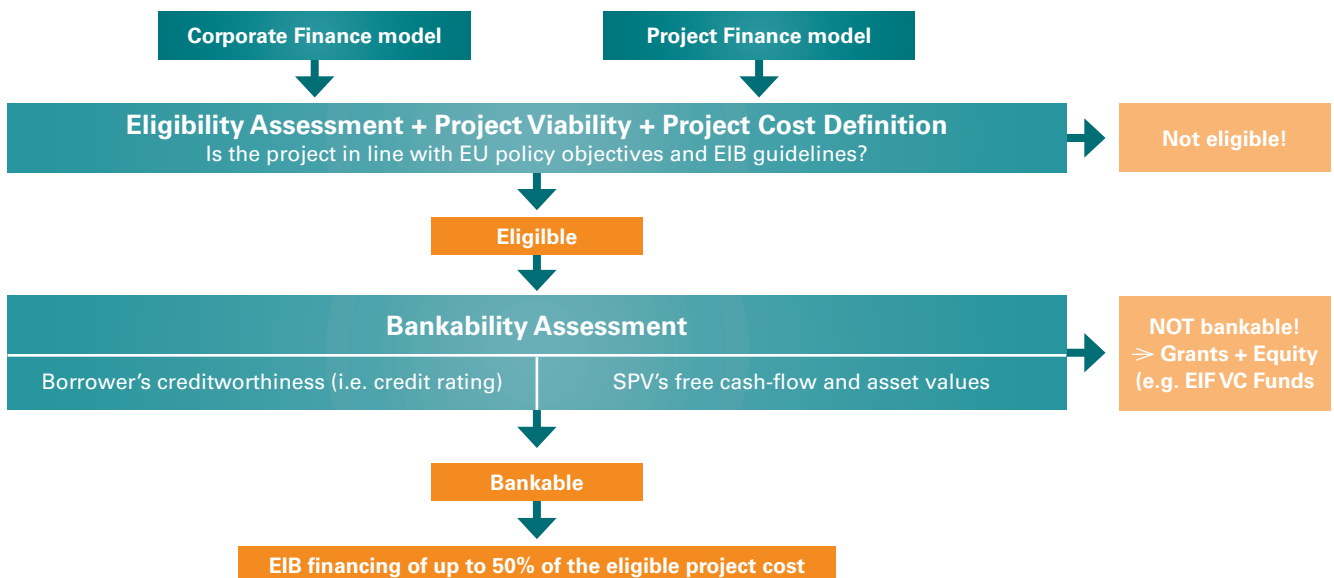 Corporate Finance model
Project Finance model
Eligibility Assessment + Project Viability + Project Cost Definition
Is the project in line with EU policy objectives and EIB guidelines?
Not eligible!
Eligilble
Bankability Assessment
Borrower's creditworthiness (i.e. credit rating)
SPV's free cash-flow and asset values
NOT bankable!
➔ Grants + Equity
(e.g. EIF VC Funds
Bankable
EIB financing of up to 50% of the eligible project cost